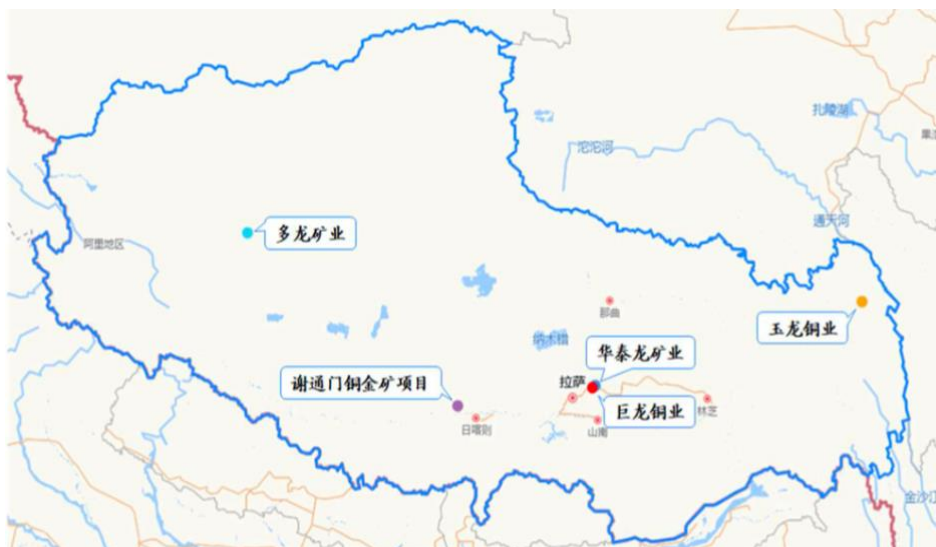 扎陵湖
沱沱河
通天河
多龙矿业
阿里地区
那曲
玉龙铜业
纳木错
华泰龙矿业
谢通门铜金矿项目
拉萨
林芝
巨龙铜业
日喀则
山南
金沙江